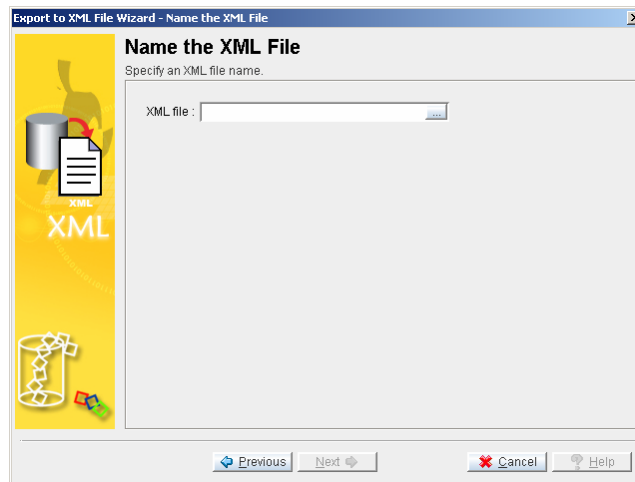 Export to XML File Wizard - Name the XML File
Name the XML File
Specify an XML file name.
XML file :
...
XML
XML
Previous
Next
Cancel
Help